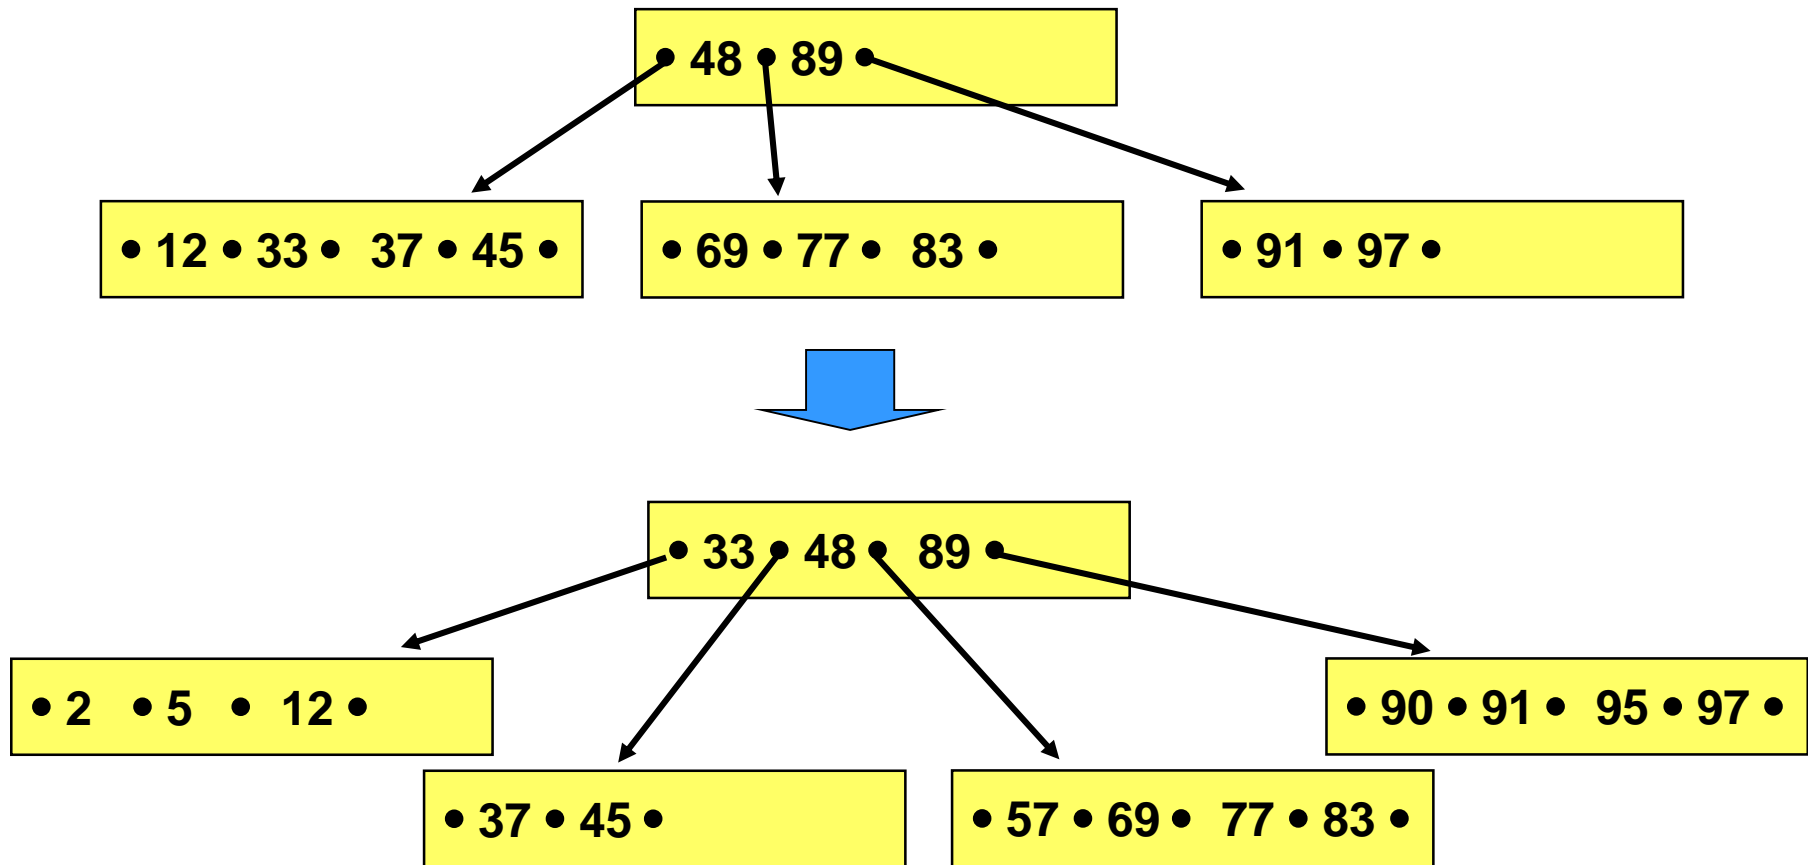 • 48 • 89 •
• 12 • 33 • 37 • 45 •
• 69 • 77 • 83 •
• 91 • 97 •
• 33 • 48 • 89 •
• 2 • 5 • 12 •
• 90 • 91 • 95 • 97 •
• 37 • 45 •
• 57 • 69 • 77 • 83 •